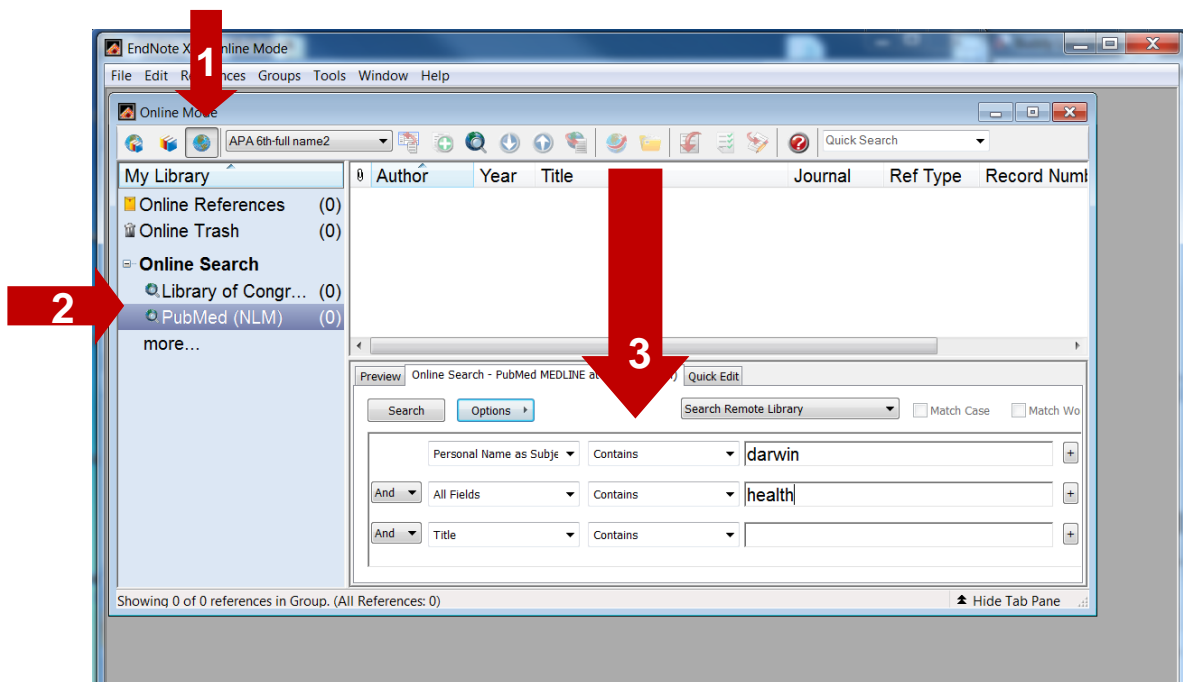 1
EndNote X nline Mode
File Edit R nces Groups Tools Window Help
Online Mode
APA 6th-full name2
Quick Search
My Library
Author Year Title Journal Ref Type Record Numb
Online References (0)
Online Trash (0)
Online Search
2
Library of Congr... (0)
PubMed (NLM) (0)
more...
3
Preview Online Search - PubMed MEDLINE Quick Edit
Search Options Search Remote Library Match Case Match Wo
Personal Name as Subje Contains darwin +
And All Fields Contains health +
And Title Contains +
Showing 0 of 0 references in Group. (All References: 0)
Hide Tab Pane